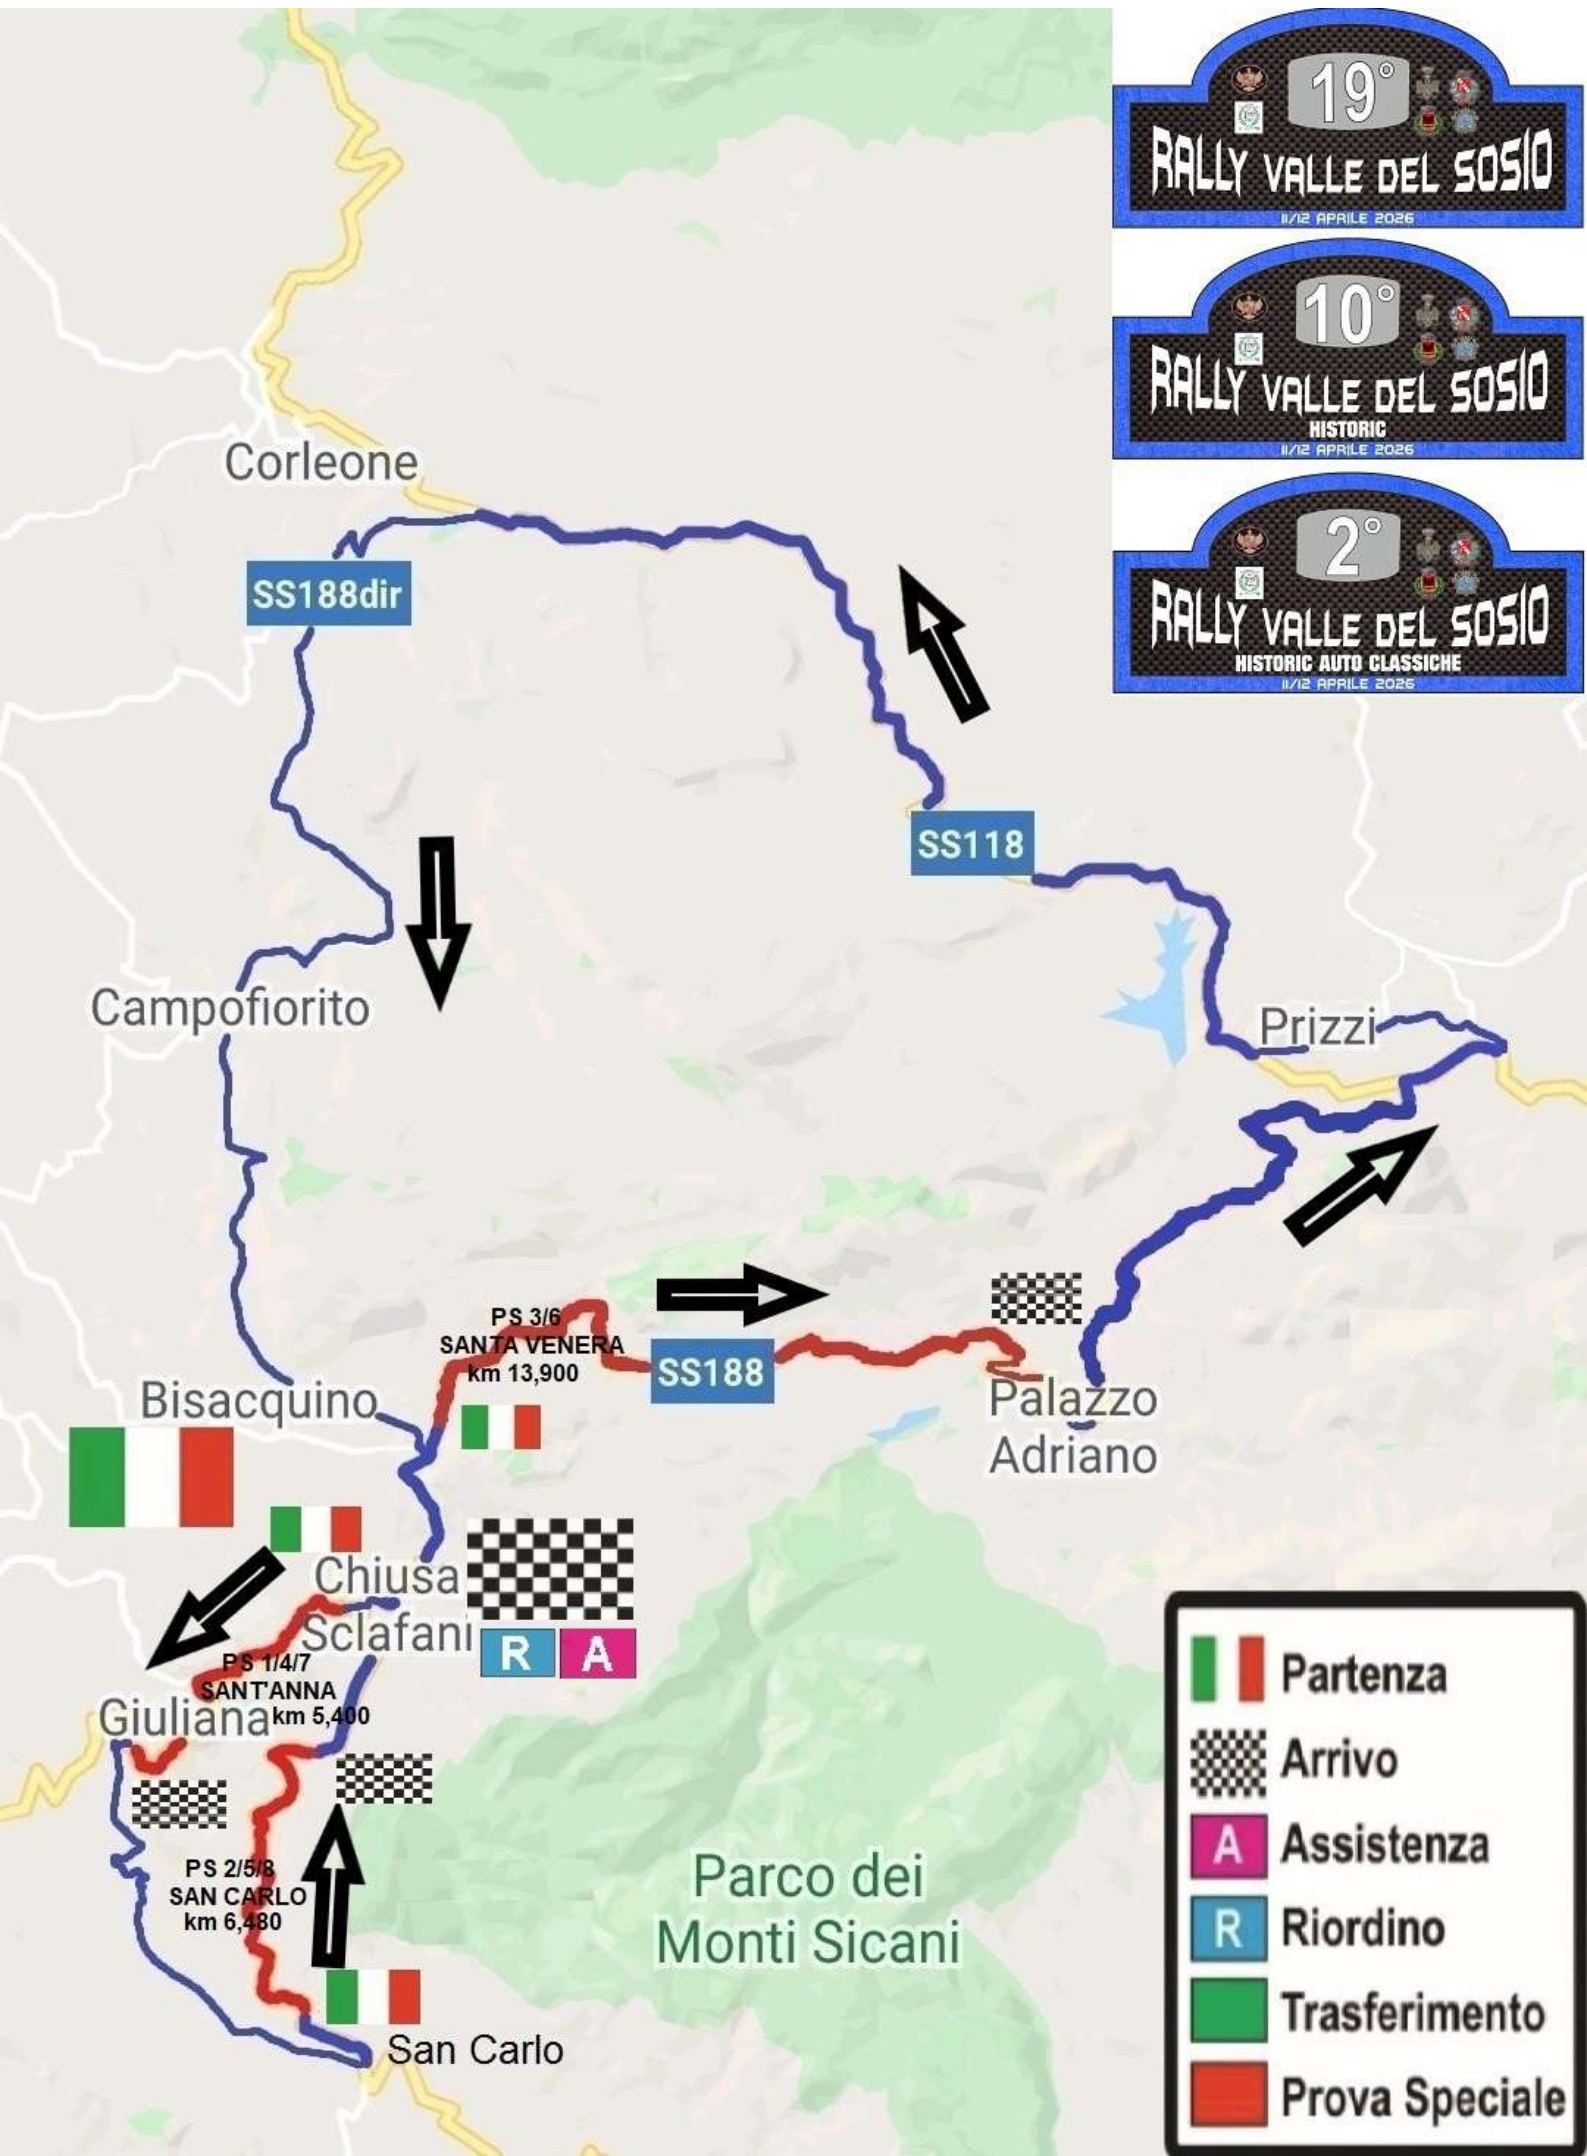 19°
RALLY VALLE DEL SOSIO
11/12 APRILE 2026
10°
RALLY VALLE DEL SOSIO
HISTORIC
11/12 APRILE 2026
2°
RALLY VALLE DEL SOSIO
HISTORIC AUTO CLASSICHE
11/12 APRILE 2026
Corleone
SS188dir
SS118
Campofiorito
Prizzi
PS 3/6
SANTA VENERA
km 13,900
SS188
Bisacquino
Palazzo
Adriano
Chiusa
Sclafani
R
A
PS 1/4/7
SANT'ANNA
km 5,400
Giuliana
PS 2/5/8
SAN CARLO
km 6,480
San Carlo
Parco dei
Monti Sicani
Partenza
Arrivo
A Assistenza
R Riordino
Trasferimento
Prova Speciale